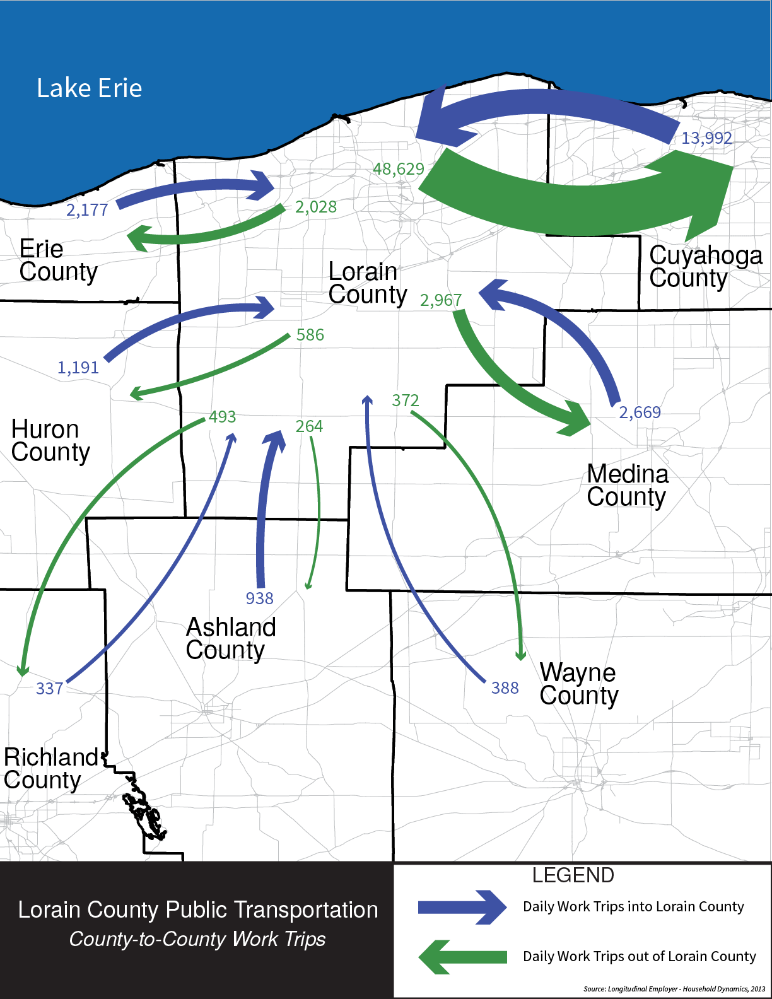 Lake Erie
13,992
48,629
2,177
2,028
Erie
County
Cuyahoga
County
Lorain
County
2,967
586
1,191
372
2,669
493
264
Huron
County
Medina
County
938
Ashland
County
Wayne
County
337
388
Richland
County
Lorain County Public Transportation
County-to-County Work Trips
LEGEND
Daily Work Trips into Lorain County
Daily Work Trips out of Lorain County
Source: Longitudinal Employer - Household Dynamics, 2013